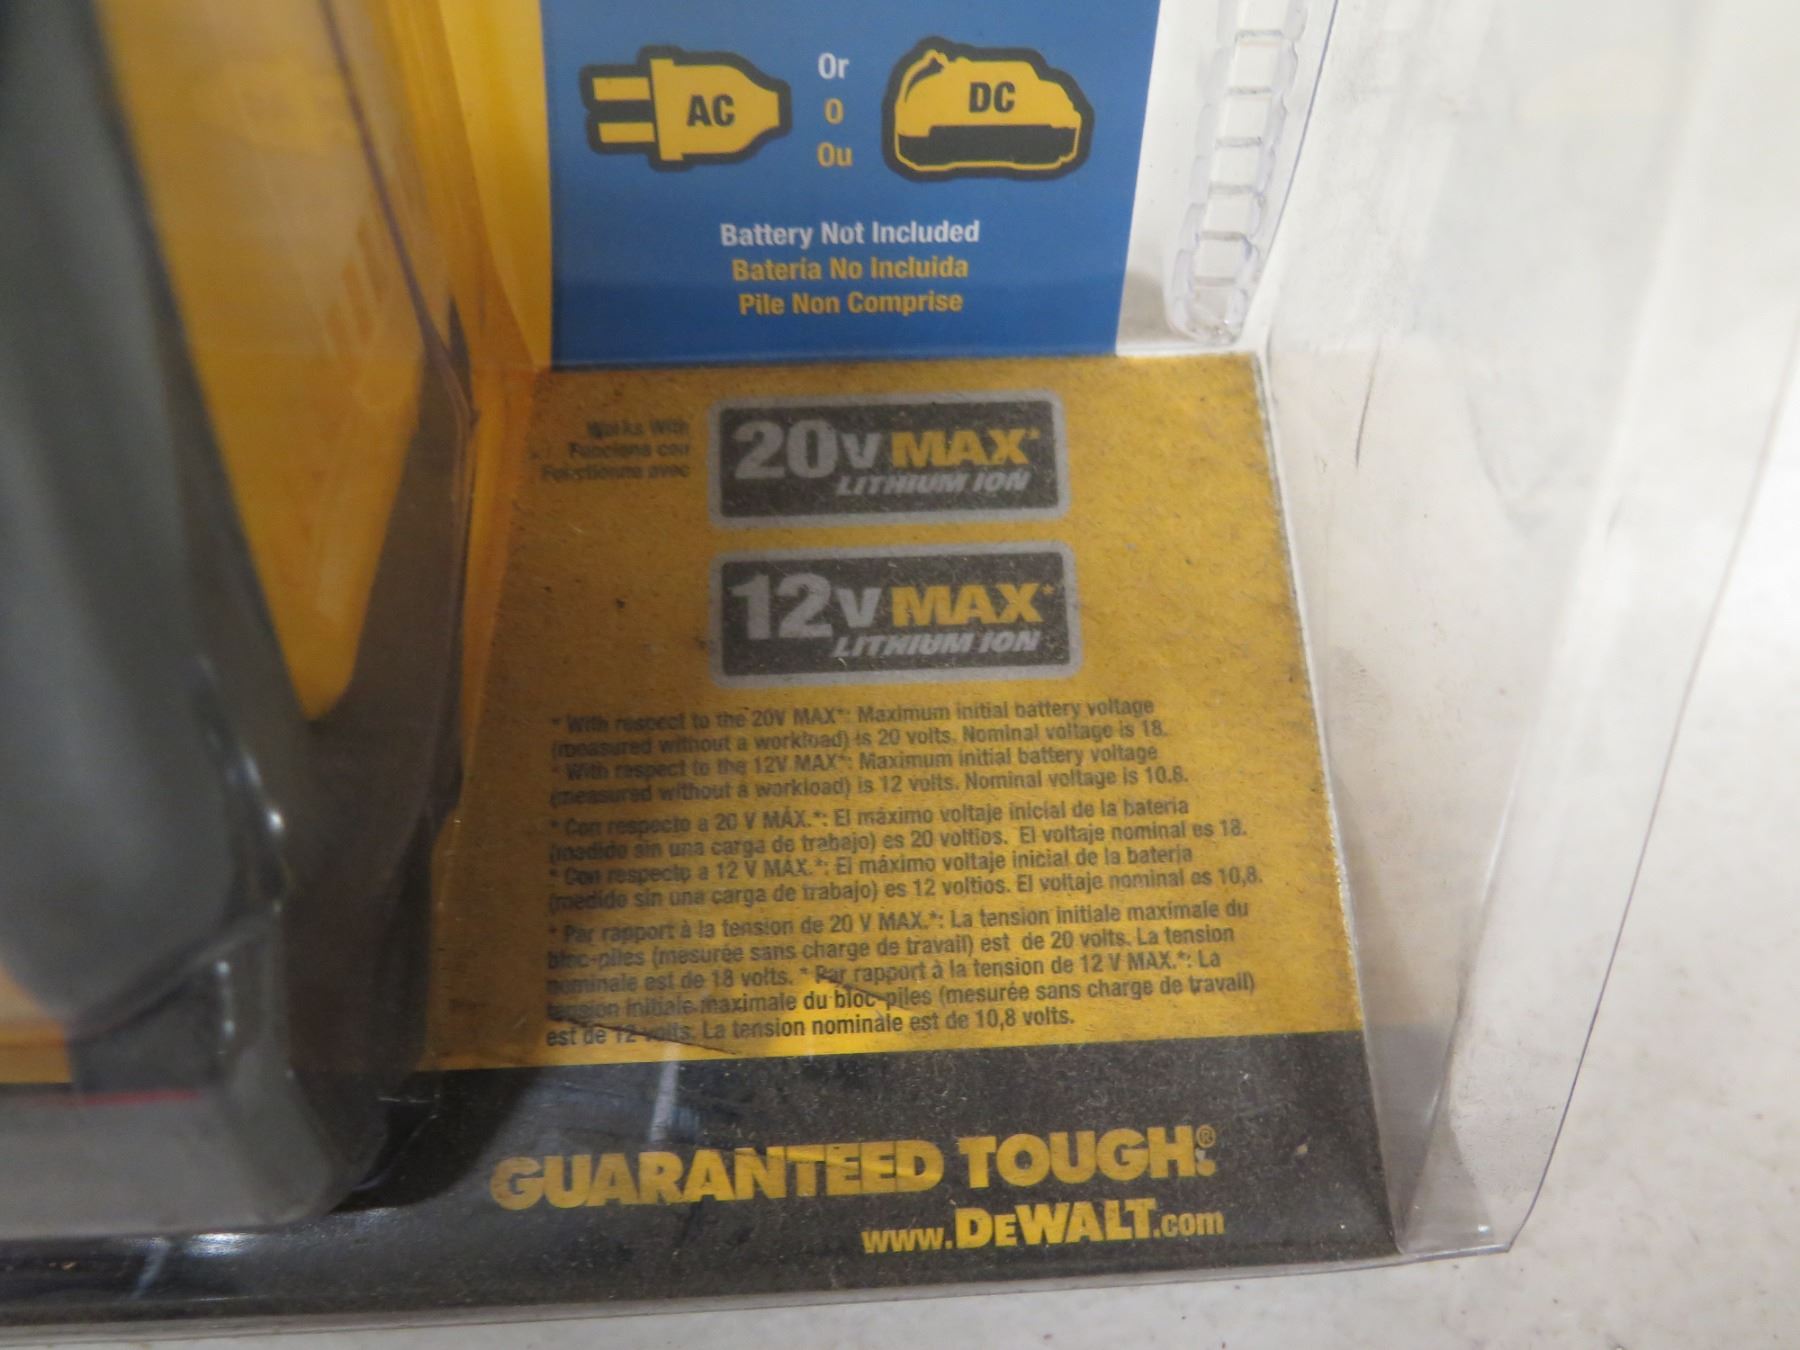 AC
Or
O
Ou
DC
Battery Not Included
Batería No Incluida
Pile Non Comprise
Works With
Funciona con
Fonctionne avec
20V MAX*
LITHIUM ION
12V MAX*
LITHIUM ION
* With respect to the 20V MAX*: Maximum initial battery voltage
(measured without a workload) is 20 volts. Nominal voltage is 18.
* With respect to the 12V MAX*: Maximum initial battery voltage
(measured without a workload) is 12 volts. Nominal voltage is 10.8.
* Con respecto a 20 V MÁX.*: El máximo voltaje inicial de la batería
(medido sin una carga de trabajo) es 20 voltios. El voltaje nominal es 18.
* Con respecto a 12 V MAX.*: El máximo voltaje inicial de la batería
(medido sin una carga de trabajo) es 12 voltios. El voltaje nominal es 10,8.
* Par rapport à la tension de 20 V MAX.*: La tension initiale maximale du
bloc-piles (mesurée sans charge de travail) est de 20 volts. La tension
nominale est de 18 volts. * Par rapport à la tension de 12 V MAX.*: La
tension initiale maximale du bloc-piles (mesurée sans charge de travail)
est de 12 volts. La tension nominale est de 10,8 volts.
GUARANTEED TOUGH.®
www.DEWALT.com